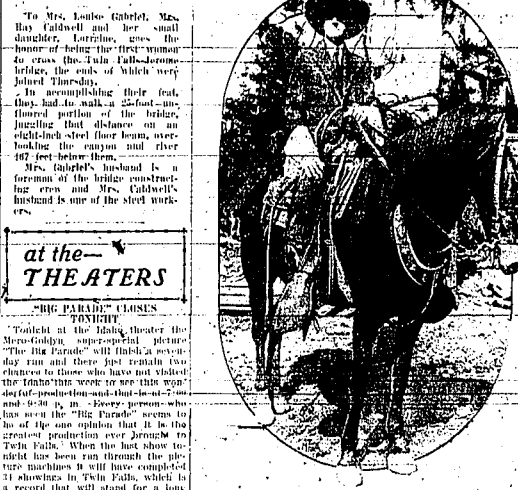 To Mrs. Louise Gabriel, Mrs.
Ray Caldwell and her small
daughter, Lorraine, goes the
honor of being the first women
to cross the Twin Falls-Jerome
bridge, the ends of which were
joined Thursday.
In accomplishing their feat,
they had to walk a 25-foot un-
floored portion of the bridge,
juggling that distance on an
eight-inch steel floor beam, over-
looking the canyon and river
467 feet below them.
Mrs. Gabriel's husband is a
foreman of the bridge construct-
ing crew and Mrs. Caldwell's
husband is one of the steel work-
ers.
at the—
THEATERS
"BIG PARADE" CLOSES
TONIGHT
Tonight at the Idaho theater the
Mero-Goldyn super-special picture
"The Big Parade" will finish a seven-
day run and there just remain two
chances to those who have not visited
the Idaho this week to see this won-
derful production and that is at 7:00
and 9:30 p. m. Every person who
has seen the "Big Parade" seems to
be of the one opinion that it is the
greatest production ever brought to
Twin Falls. When the last show to-
night has been run through the pic-
ture machines it will have completed
31 showings in Twin Falls, which is
a record that will stand for a long